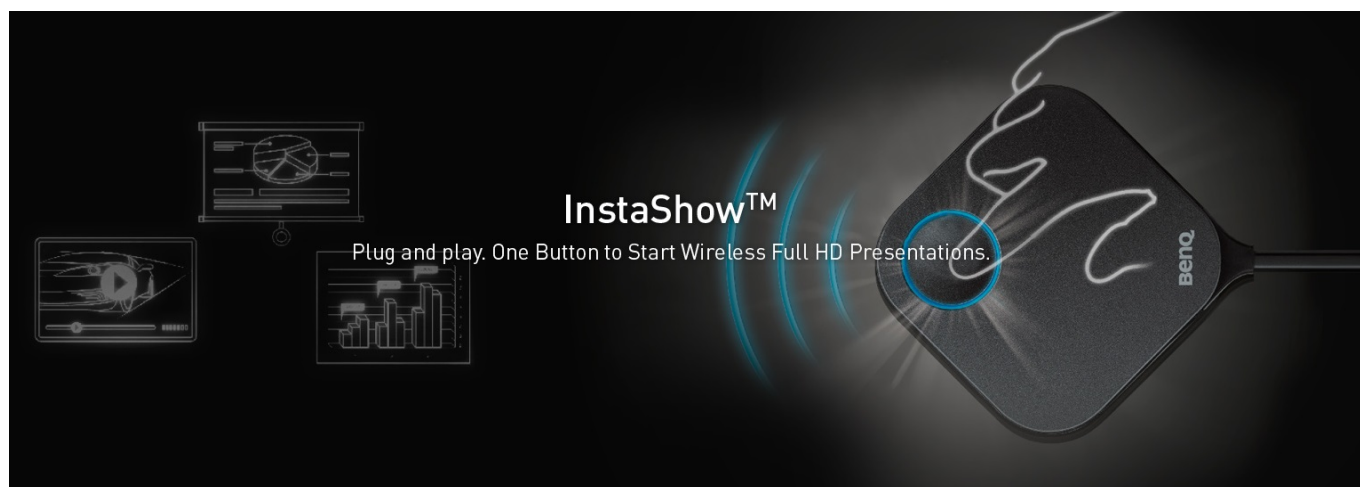 InstaShow™
Plug and play. One Button to Start Wireless Full HD Presentations.
BenQ